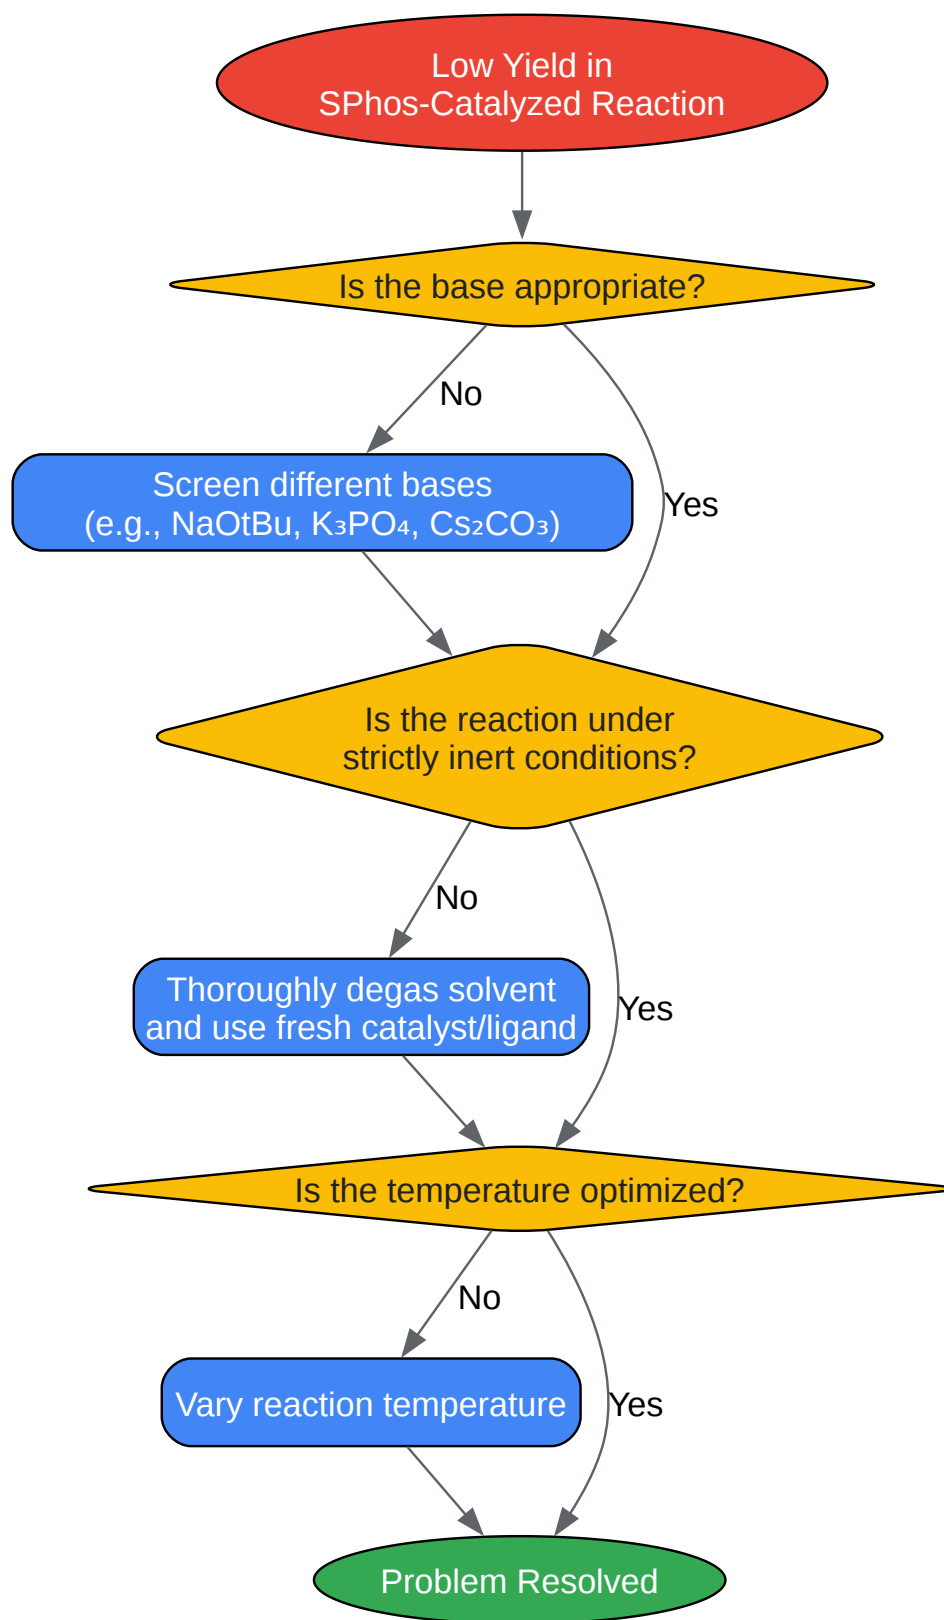 Low Yield in
SPhos-Catalyzed Reaction
Is the base appropriate?
No
Screen different bases
(e.g., NaOtBu, K₃PO₄, Cs₂CO₃)
Yes
Is the reaction under
strictly inert conditions?
No
Thoroughly degas solvent
and use fresh catalyst/ligand
Yes
Is the temperature optimized?
No
Vary reaction temperature
Yes
Problem Resolved